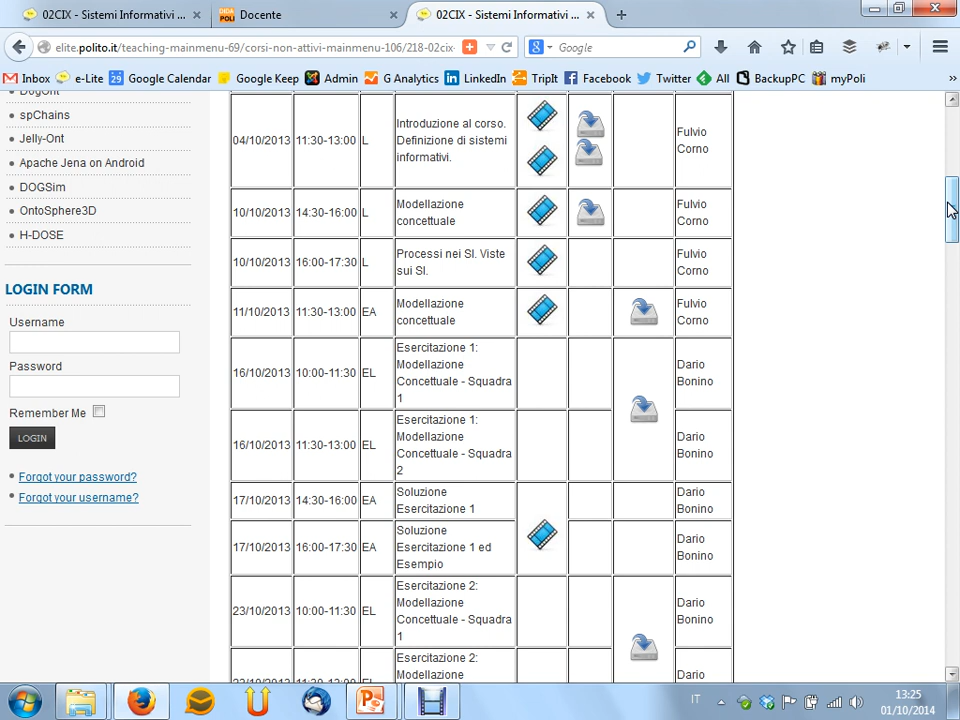 02CIX - Sistemi Informativi ...
Docente
02CIX - Sistemi Informativi ...
elite.polito.it/teaching-mainmenu-69/corsi-non-attivi-mainmenu-106/218-02cix-
Google
Inbox e-Lite Google Calendar Google Keep Admin G Analytics LinkedIn TripIt Facebook Twitter All BackupPC myPoli »
DogOnt
spChains
Jelly-Ont
Apache Jena on Android
DOGSim
OntoSphere3D
H-DOSE
LOGIN FORM
Username
Password
Remember Me
LOGIN
Forgot your password?
Forgot your username?
04/10/2013 11:30-13:00 L Introduzione al corso. Fulvio
Definizione di sistemi Corno
informativi.
10/10/2013 14:30-16:00 L Modellazione Fulvio
concettuale Corno
10/10/2013 16:00-17:30 L Processi nei SI. Viste Fulvio
sui SI. Corno
11/10/2013 11:30-13:00 EA Modellazione Fulvio
concettuale Corno
16/10/2013 10:00-11:30 EL Esercitazione 1: Dario
Modellazione Bonino
Concettuale - Squadra
1
16/10/2013 11:30-13:00 EL Esercitazione 1: Dario
Modellazione Bonino
Concettuale - Squadra
2
17/10/2013 14:30-16:00 EA Soluzione Dario
Esercitazione 1 Bonino
17/10/2013 16:00-17:30 EA Soluzione Dario
Esercitazione 1 ed Bonino
Esempio
23/10/2013 10:00-11:30 EL Esercitazione 2: Dario
Modellazione Bonino
Concettuale - Squadra
1
Esercitazione 2:
Modellazione Dario
IT
13:25
01/10/2014